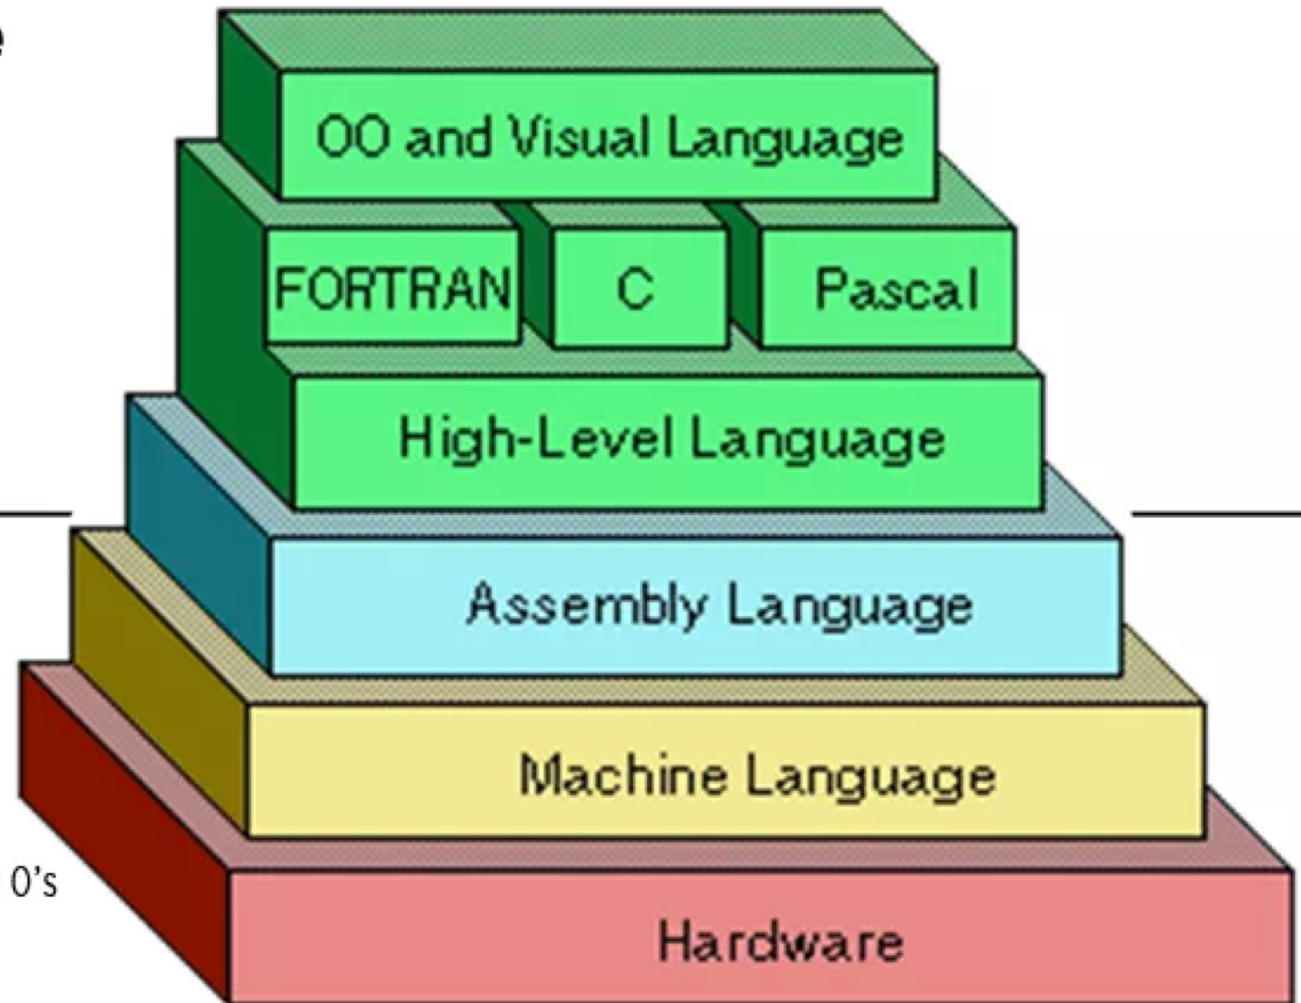 e
OO and Visual Language
FORTRAN
C
Pascal
High-Level Language
Assembly Language
Machine Language
0's
Hardware